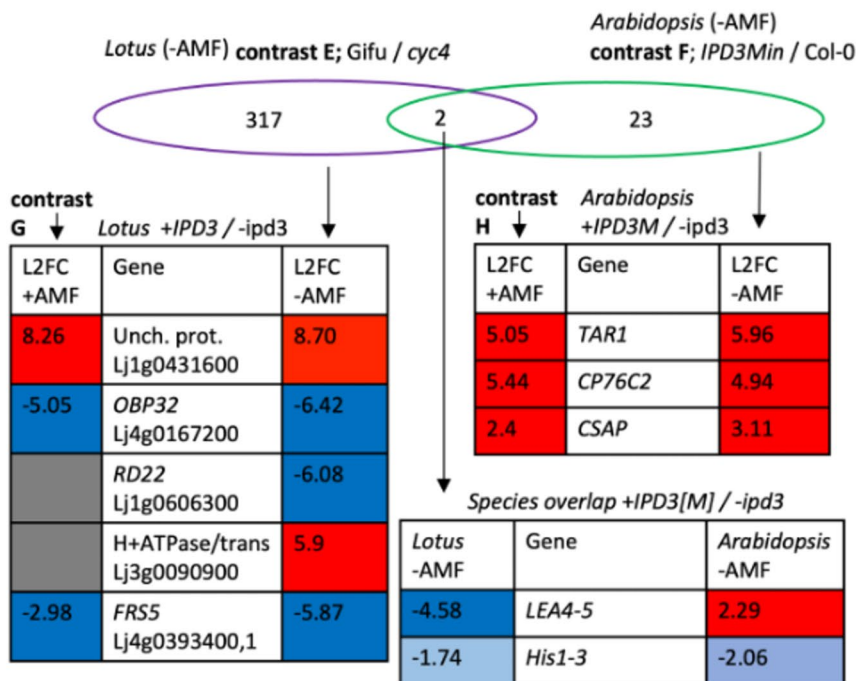 Lotus (-AMF) contrast E; Gifu / cyc4
Arabidopsis (-AMF)
contrast F; IPD3Min / Col-0
317
2
23
contrast
G
Lotus +IPD3 / -ipd3
L2FC
+AMF
Gene
L2FC
-AMF
8.26
Unch. prot.
Lj1g0431600
8.70
-5.05
OBP32
Lj4g0167200
-6.42
RD22
Lj1g0606300
-6.08
H+ATPase/trans
Lj3g0090900
5.9
-2.98
FRS5
Lj4g0393400,1
-5.87
contrast
H
Arabidopsis
+IPD3M / -ipd3
L2FC
+AMF
Gene
L2FC
-AMF
5.05
TAR1
5.96
5.44
CP76C2
4.94
2.4
CSAP
3.11
Species overlap +IPD3[M] / -ipd3
Lotus
-AMF
Gene
Arabidopsis
-AMF
-4.58
LEA4-5
2.29
-1.74
His1-3
-2.06